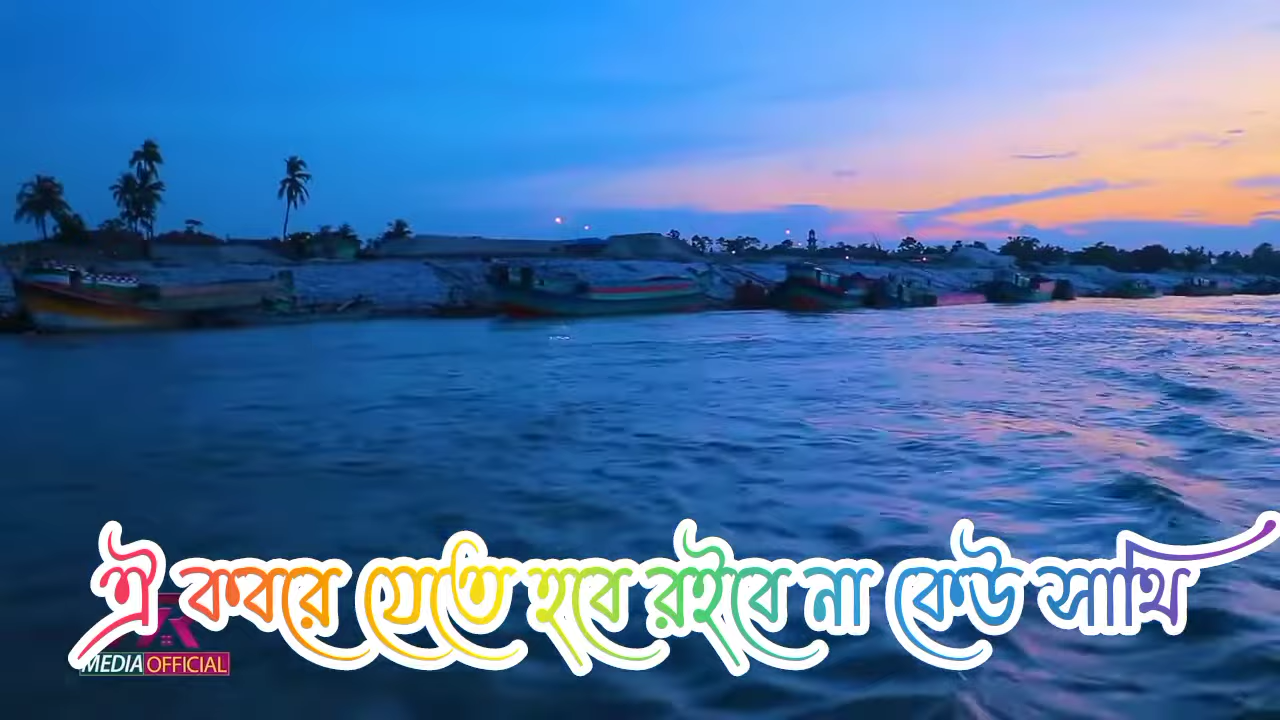 ঐ কবরে যেতে হবে রইবে না কেউ সাথি
MEDIA OFFICIAL